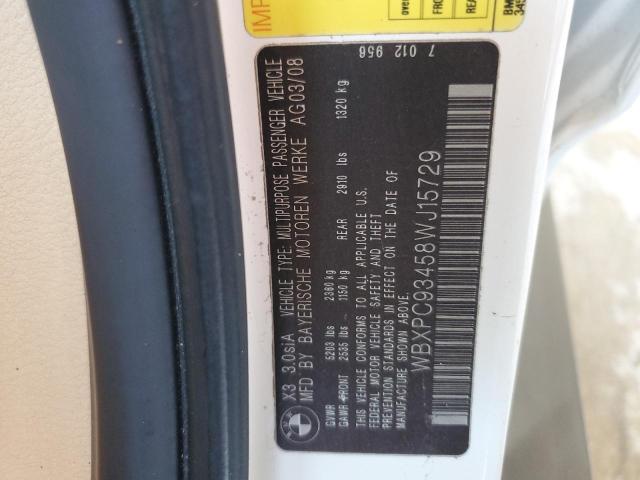 X3 3.0siA VEHICLE TYPE: MULTIPURPOSE PASSENGER VEHICLE
MFD BY BAYERISCHE MOTOREN WERKE AG 03/08
GVWR 5203 lbs 2360 kg
GAWR FRONT 2535 lbs 1150 kg REAR 2910 lbs 1320 kg
THIS VEHICLE CONFORMS TO ALL APPLICABLE U.S.
FEDERAL MOTOR VEHICLE SAFETY AND THEFT
PREVENTION STANDARDS IN EFFECT ON THE DATE OF
MANUFACTURE SHOWN ABOVE.
WBXPC93458WJ15729
7 012 956
BMW